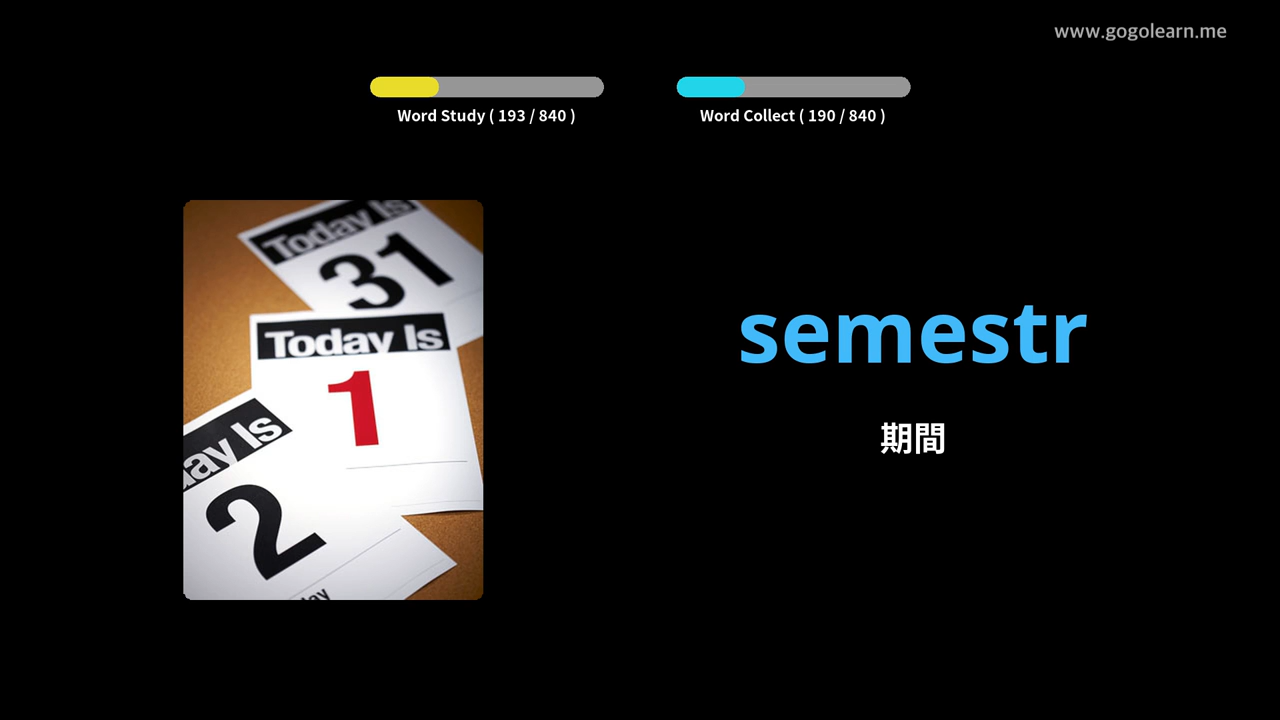 www.gogolearn.me
Word Study ( 193 / 840 )
Word Collect ( 190 / 840 )
Today Is
31
Today Is
1
ay Is
2
day
semestr
期間